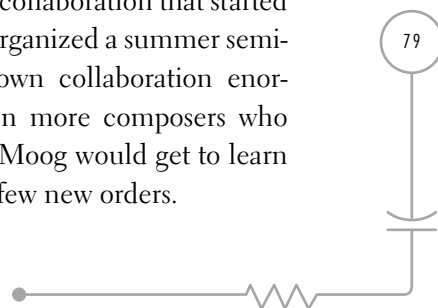 collaboration that started
rganized a summer semi-
own collaboration enor-
n more composers who
Moog would get to learn
few new orders.
79